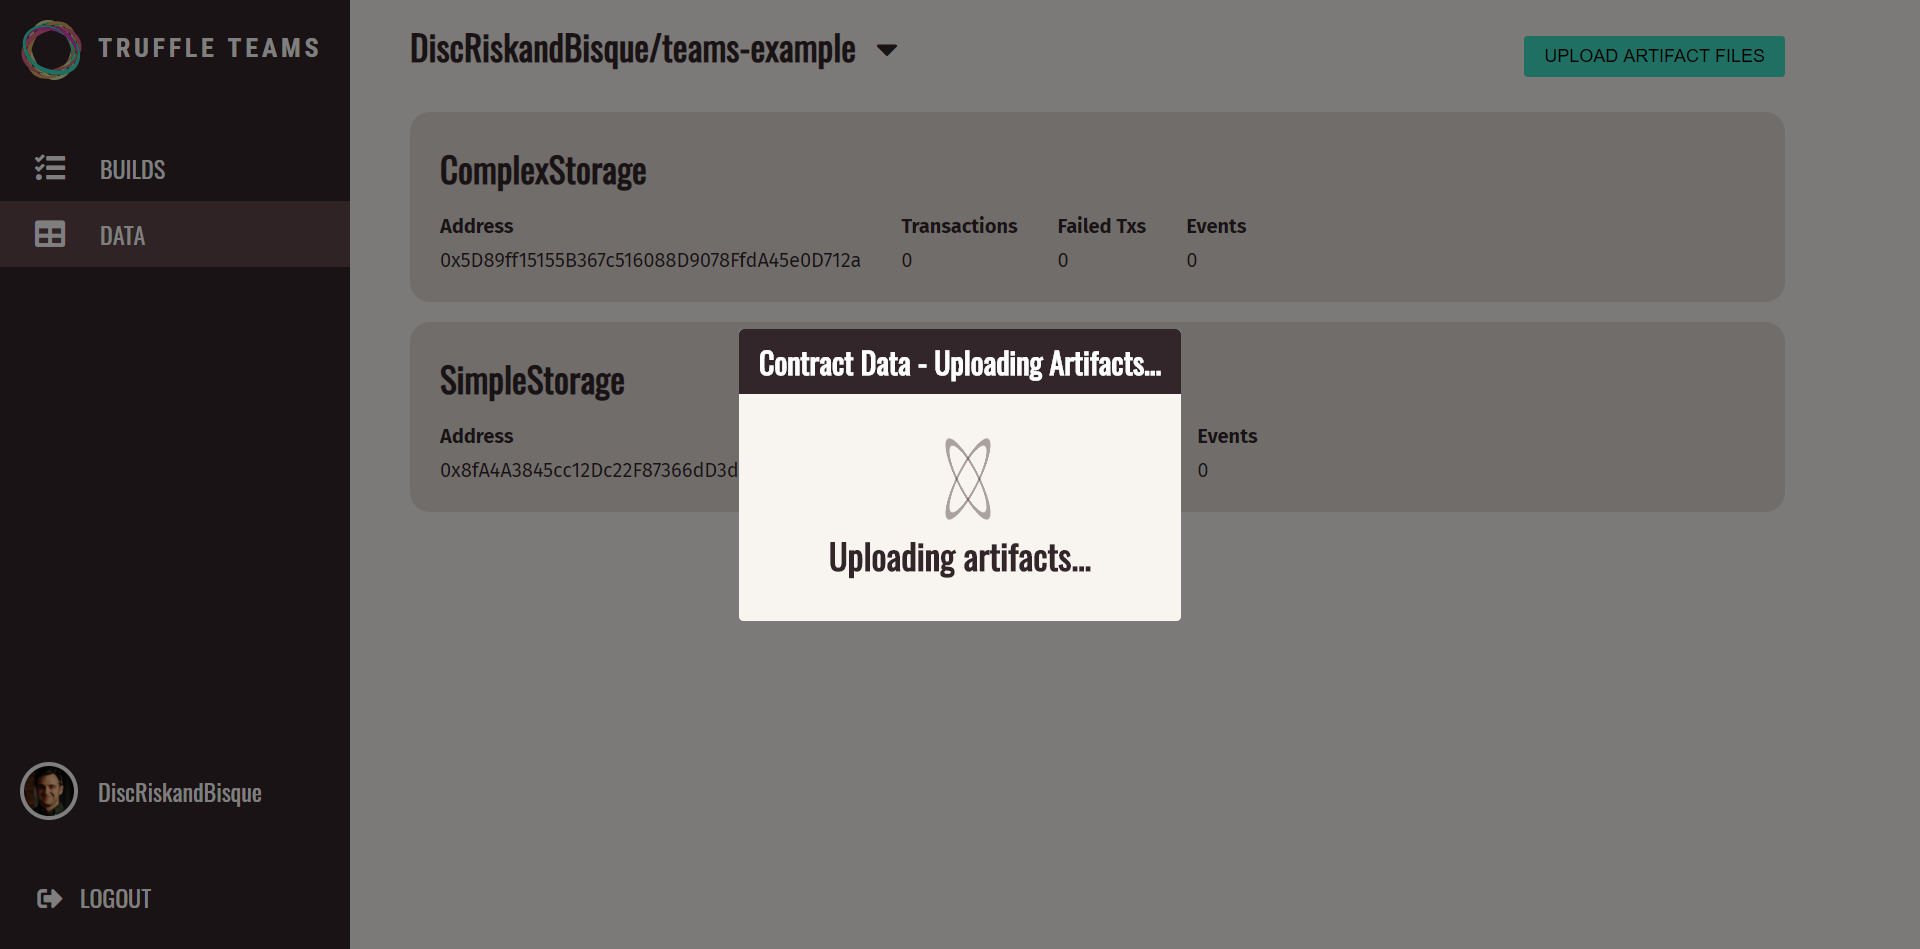 TRUFFLE TEAMS
BUILDS
DATA
DiscRiskandBisque
LOGOUT
DiscRiskandBisque/teams-example
UPLOAD ARTIFACT FILES
ComplexStorage
Address Transactions Failed Txs Events
0x5D89ff15155B367c516088D9078FfdA45e0D712a 0 0 0
SimpleStorage
Address Events
0x8fA4A3845cc12Dc22F87366dD3d 0
Contract Data - Uploading Artifacts...
Uploading artifacts...